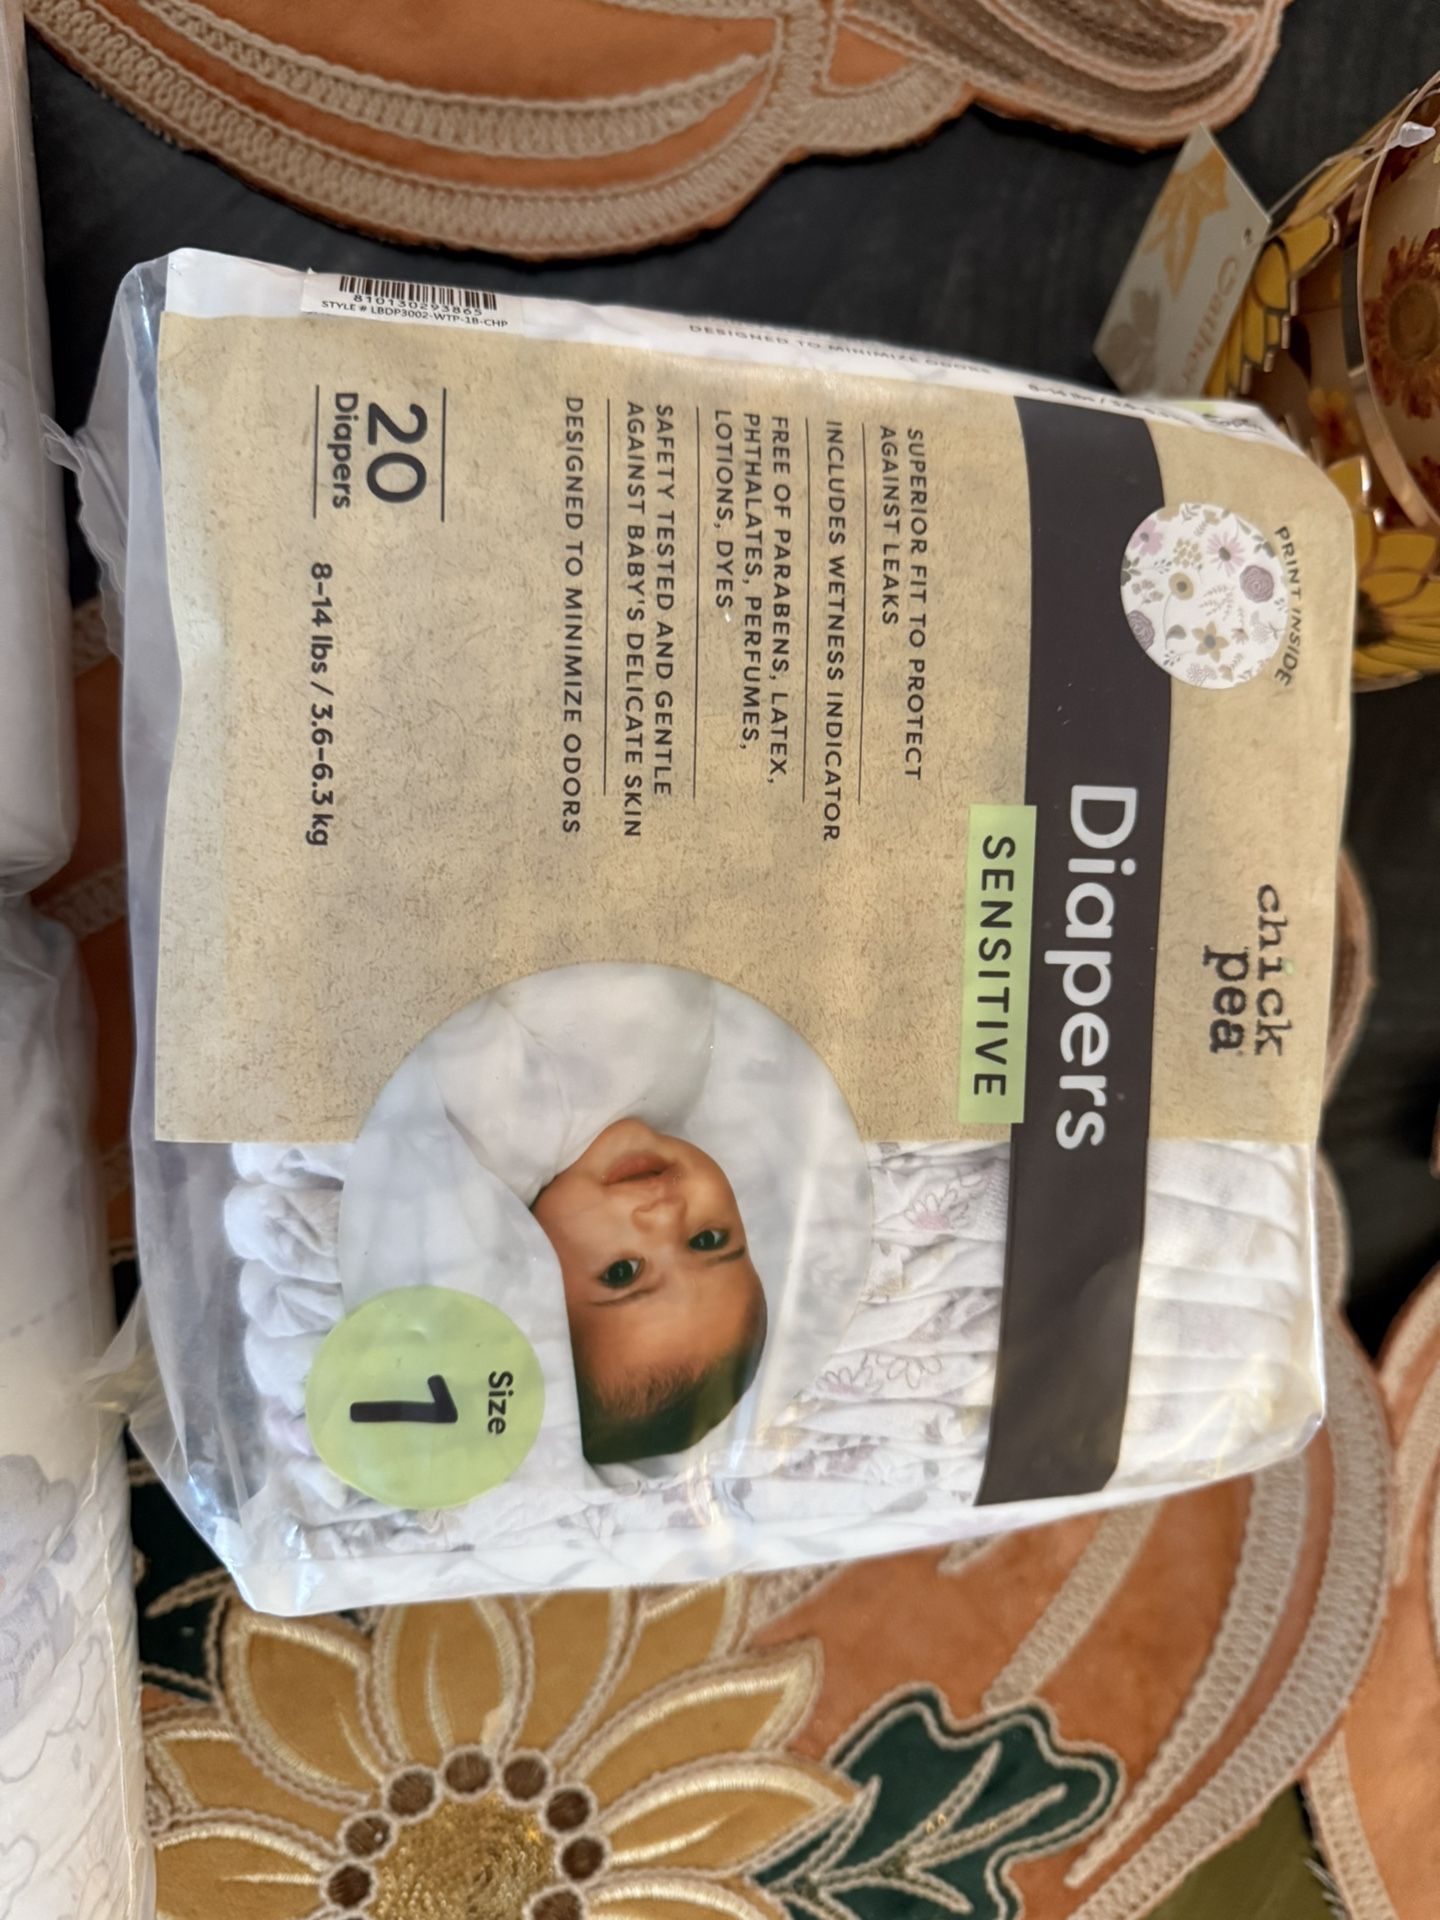 chick
pea
PRINT INSIDE
Diapers
SENSITIVE
SUPERIOR FIT TO PROTECT
AGAINST LEAKS
INCLUDES WETNESS INDICATOR
FREE OF PARABENS, LATEX,
PHTHALATES, PERFUMES,
LOTIONS, DYES
SAFETY TESTED AND GENTLE
AGAINST BABY'S DELICATE SKIN
DESIGNED TO MINIMIZE ODORS
20
Diapers
8-14 lbs / 3.6-6.3 kg
Size
1
810130293865
STYLE # LBDP3002-WTP-1B-CHP
DESIGNED TO MINIMIZE ODORS
Gather